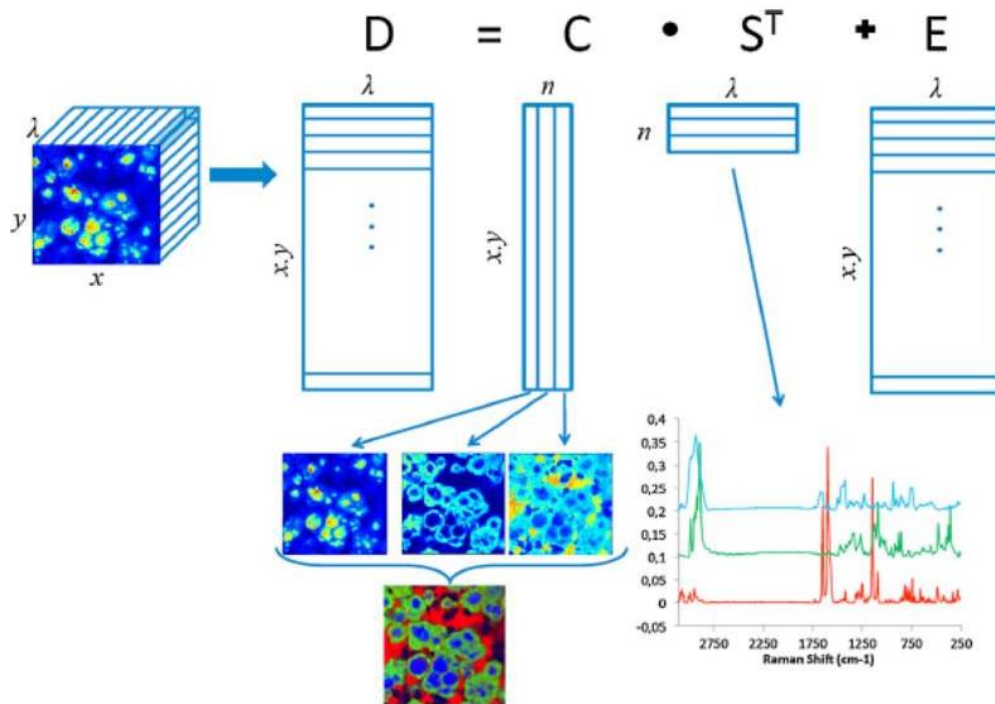 D = C • Sᵀ + E
λ
n
λ
λ
λ
n
y
x
x.y
x.y
x.y
0,4
0,35
0,3
0,25
0,2
0,15
0,1
0,05
0
-0,05
2750 2250 1750 1250 750 250
Raman Shift (cm-1)